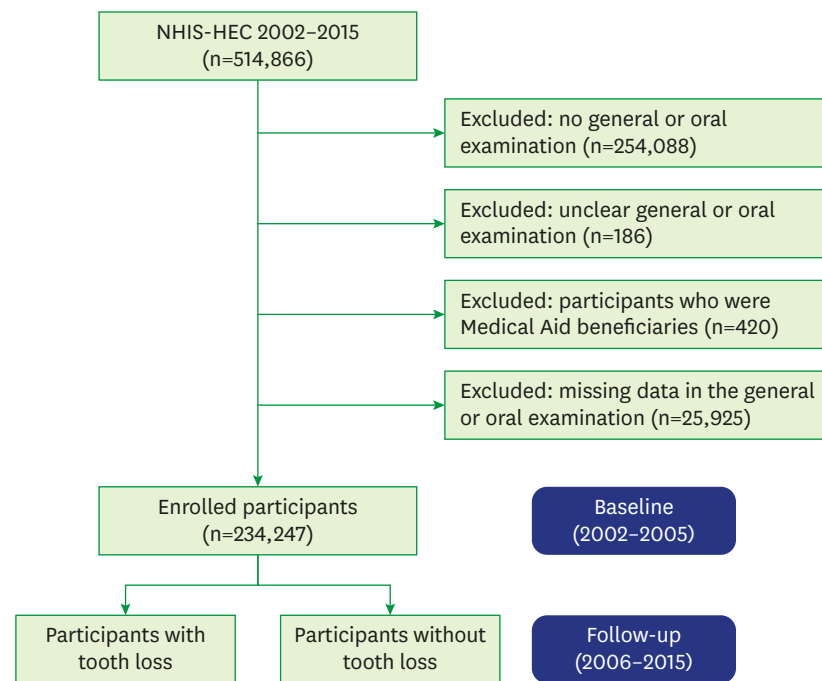 NHIS-HEC 2002–2015
(n=514,866)
Excluded: no general or oral
examination (n=254,088)
Excluded: unclear general or oral
examination (n=186)
Excluded: participants who were
Medical Aid beneficiaries (n=420)
Excluded: missing data in the general
or oral examination (n=25,925)
Enrolled participants
(n=234,247)
Baseline
(2002–2005)
Participants with
tooth loss
Participants without
tooth loss
Follow-up
(2006–2015)